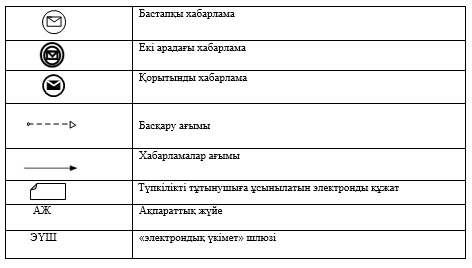 Бастапқы хабарлама
Екі арадағы хабарлама
Қорытынды хабарлама
Басқару ағымы
Хабарламалар ағымы
Түпкілікті тұтынушыға ұсынылатын электронды құжат
АЖ Ақпараттық жүйе
ЭҮШ «электрондық үкімет» шлюзі